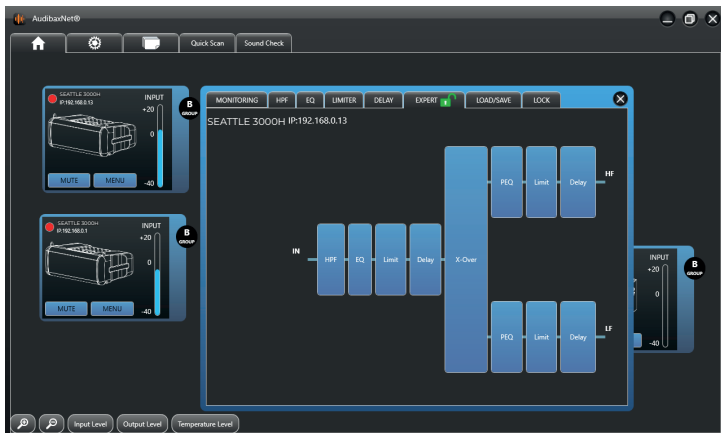 AudibaxNet®
Quick Scan
Sound Check
SEATTLE 3000H
IP:192.168.0.13
INPUT
+20
0
-40
B
GROUP
MUTE
MENU
SEATTLE 3000H
IP:192.168.0.1
INPUT
+20
0
-40
B
GROUP
MUTE
MENU
MONITORING
HPF
EQ
LIMITER
DELAY
EXPERT
LOAD/SAVE
LOCK
SEATTLE 3000H IP:192.168.0.13
IN
HPF
EQ
Limit
Delay
X-Over
PEQ
Limit
Delay
HF
PEQ
Limit
Delay
LF
INPUT
+20
0
-40
B
GROUP
Input Level
Output Level
Temperature Level